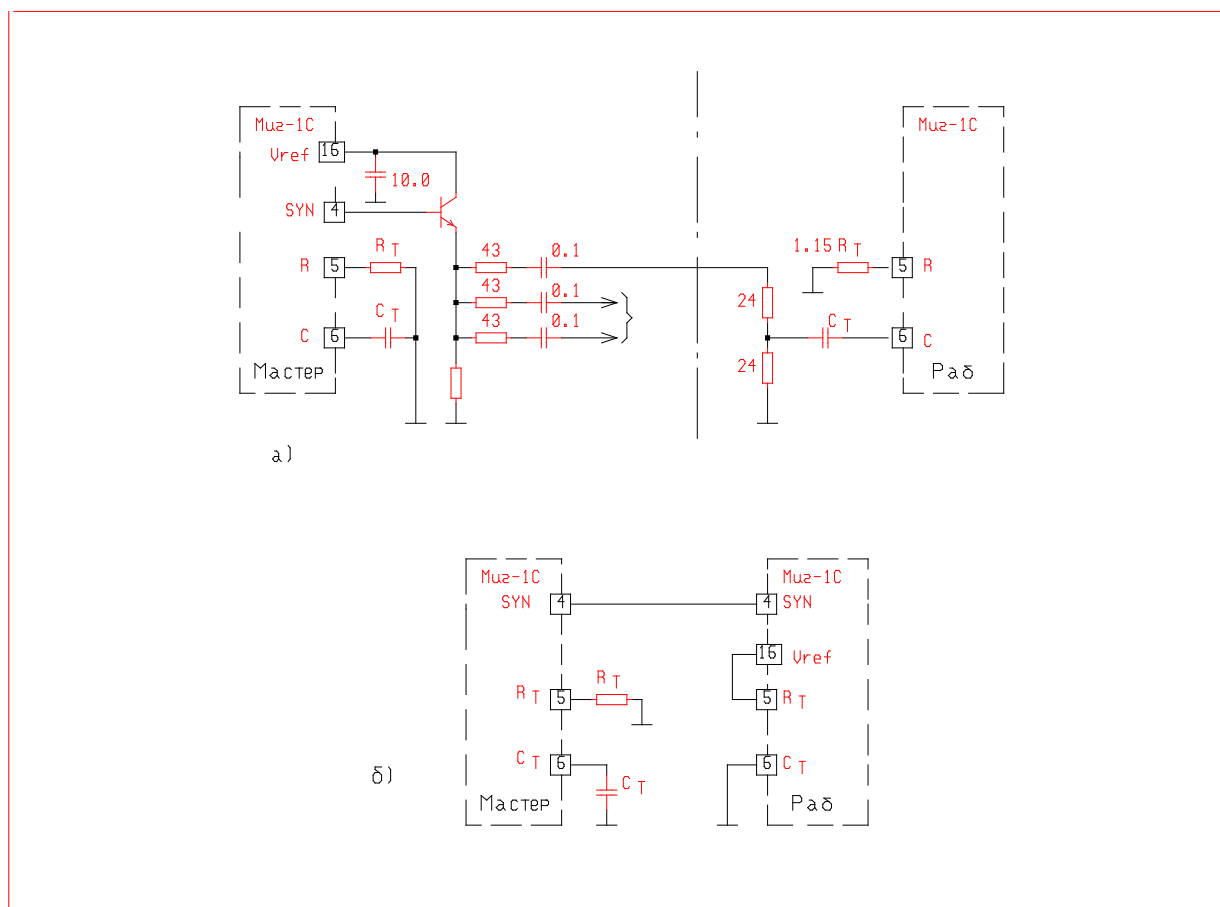 Миг-1С
Vref 16
10.0
SYN 4
R 5
R T
C 6
C T
Мастер
43
0.1
43
0.1
43
0.1
24
24
Миг-1С
1.15 R T
5 R
C T
6 C
Раб
а)
Миг-1С
SYN 4
R T 5
R T
C T 6
C T
Мастер
Миг-1С
4 SYN
16 Vref
5 R T
6 C T
Раб
б)